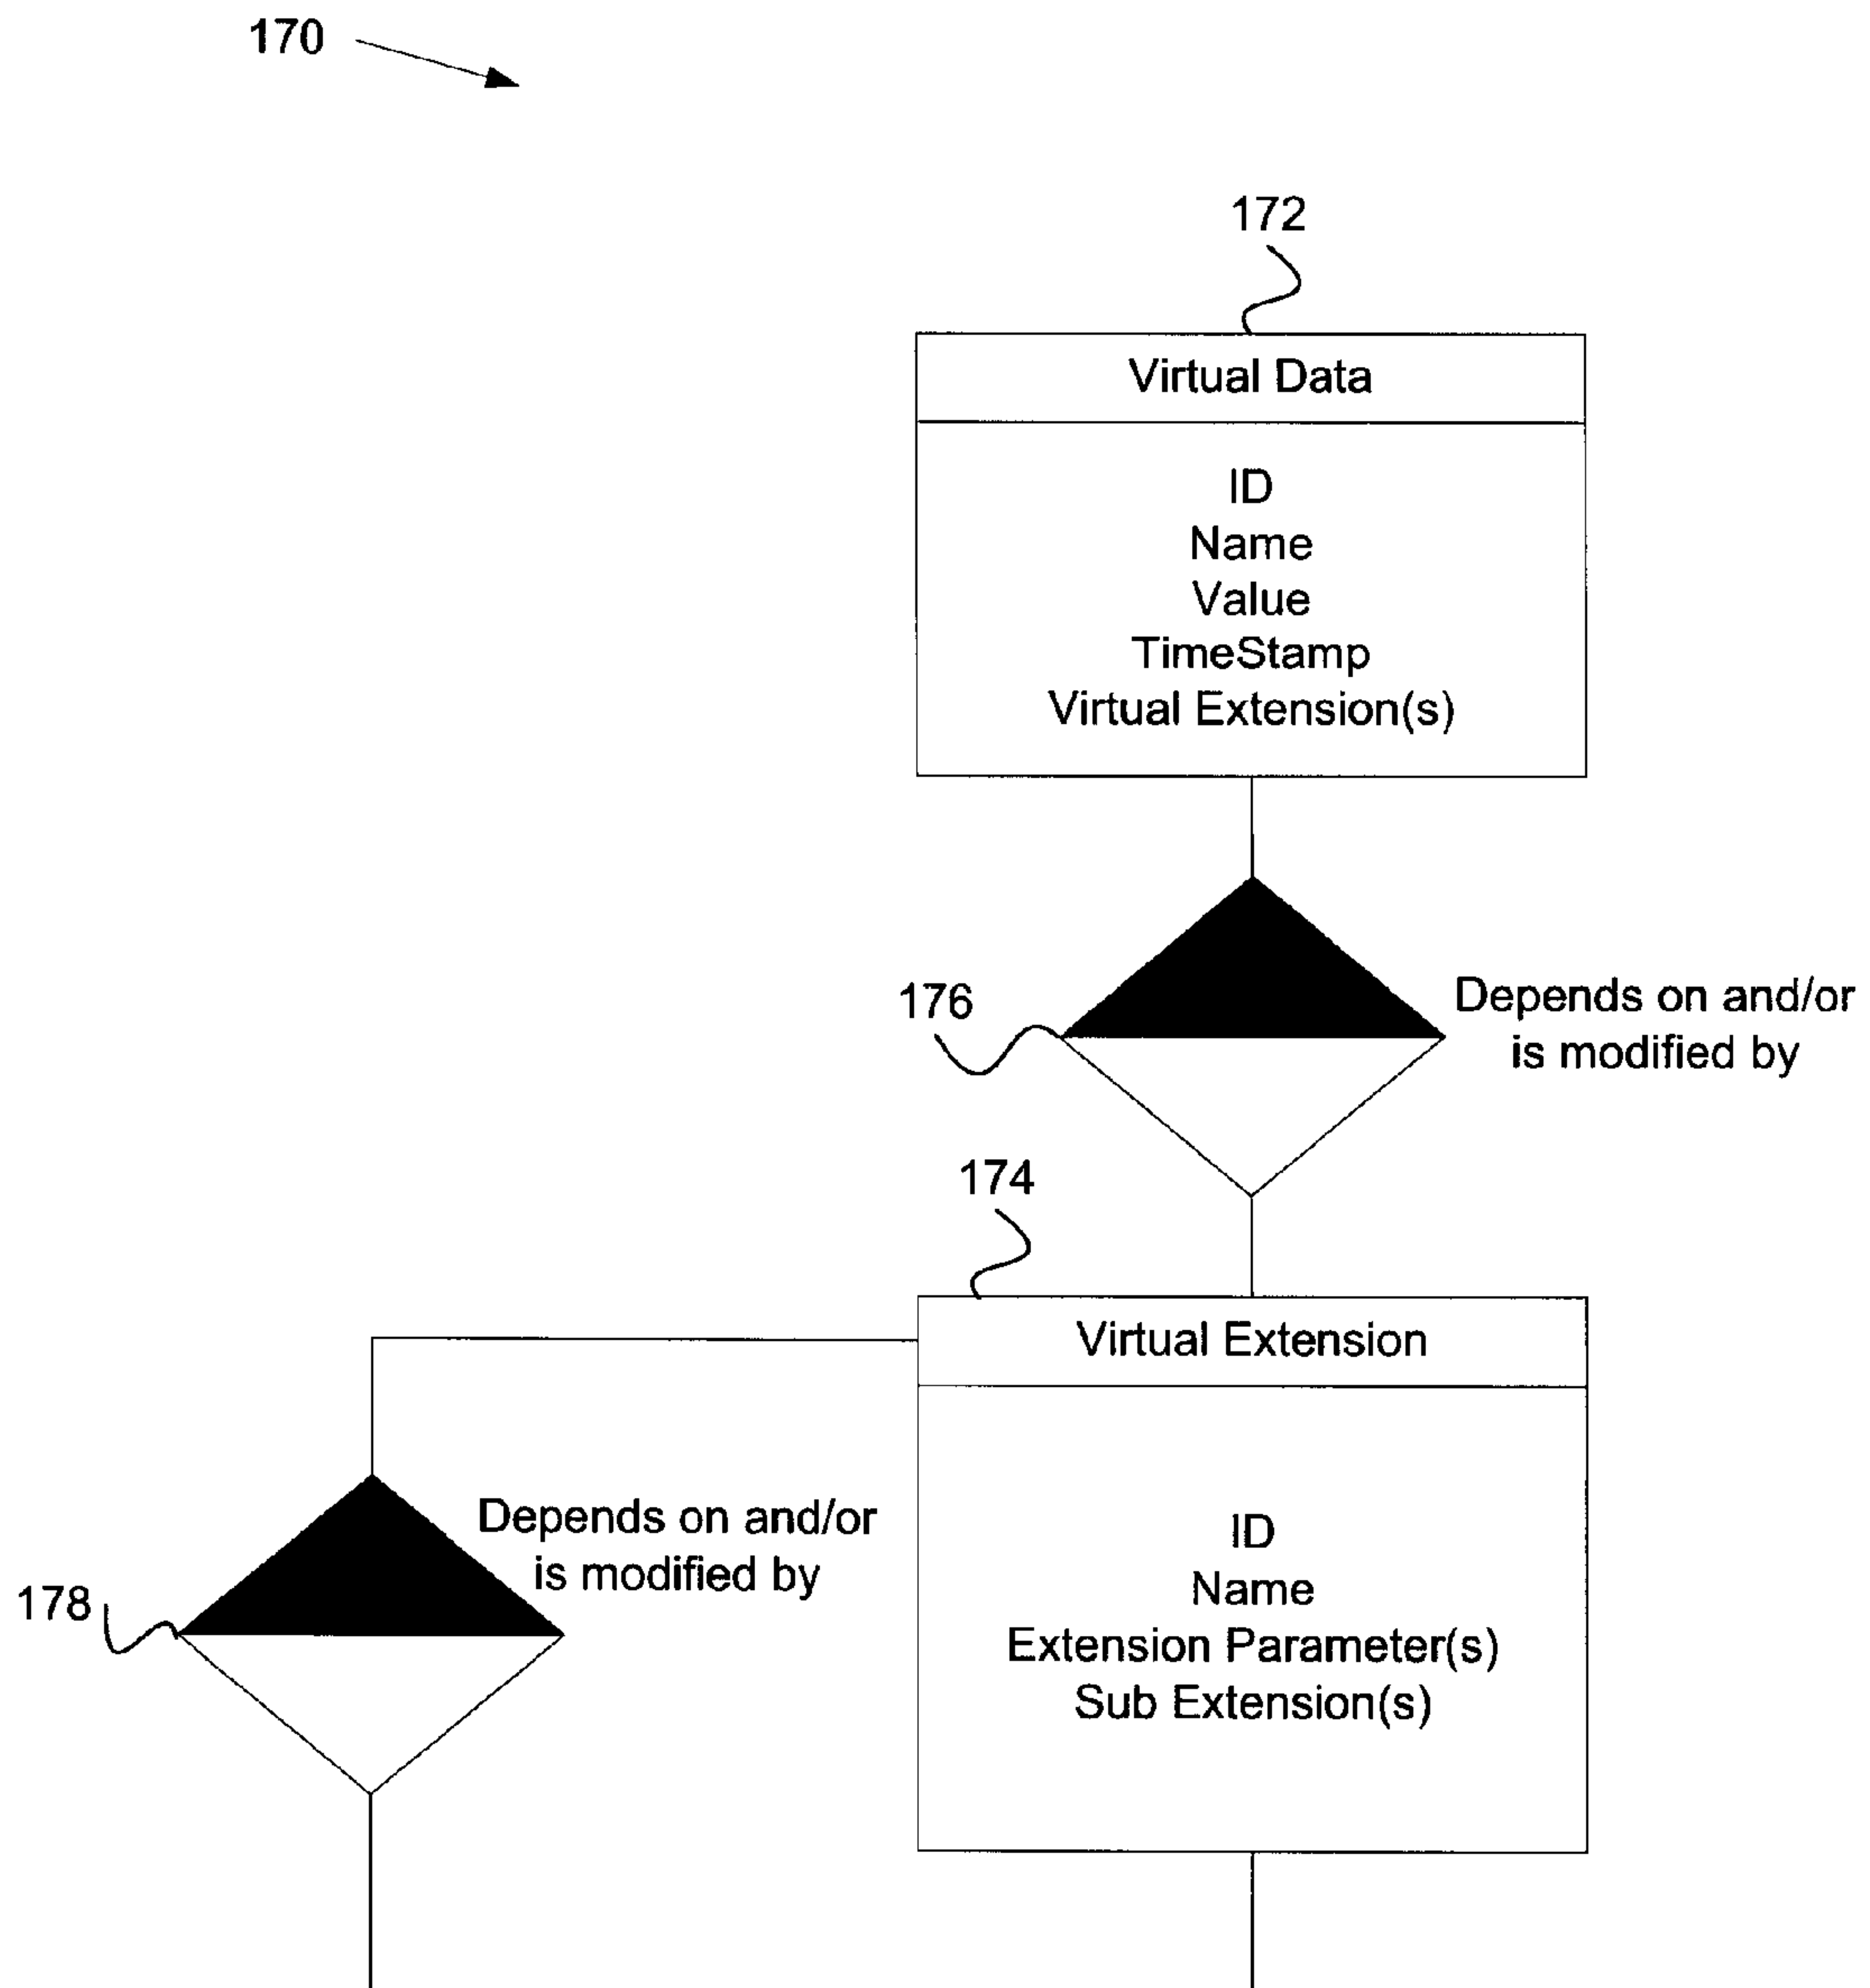 170
172
Virtual Data
ID
Name
Value
TimeStamp
Virtual Extension(s)
176
Depends on and/or
is modified by
174
Virtual Extension
Depends on and/or
is modified by
178
ID
Name
Extension Parameter(s)
Sub Extension(s)